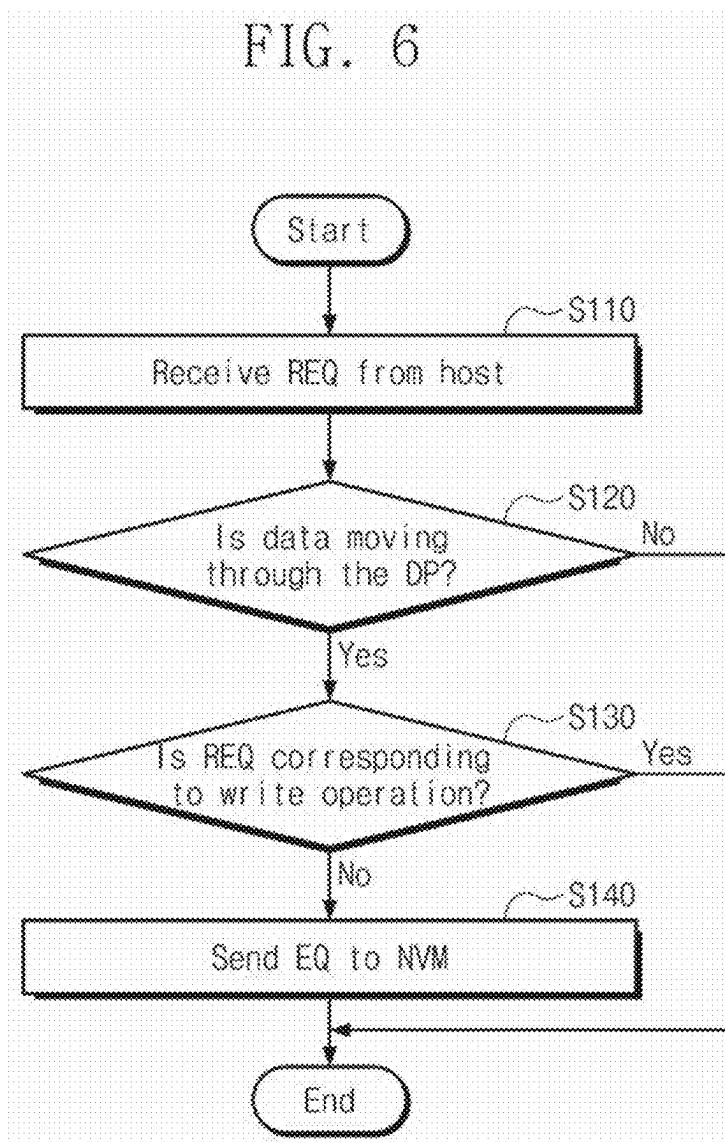 FIG. 6
Start
S110
Receive REQ from host
S120
Is data moving
through the DP?
No
Yes
S130
Is REQ corresponding
to write operation?
Yes
No
S140
Send EQ to NVM
End